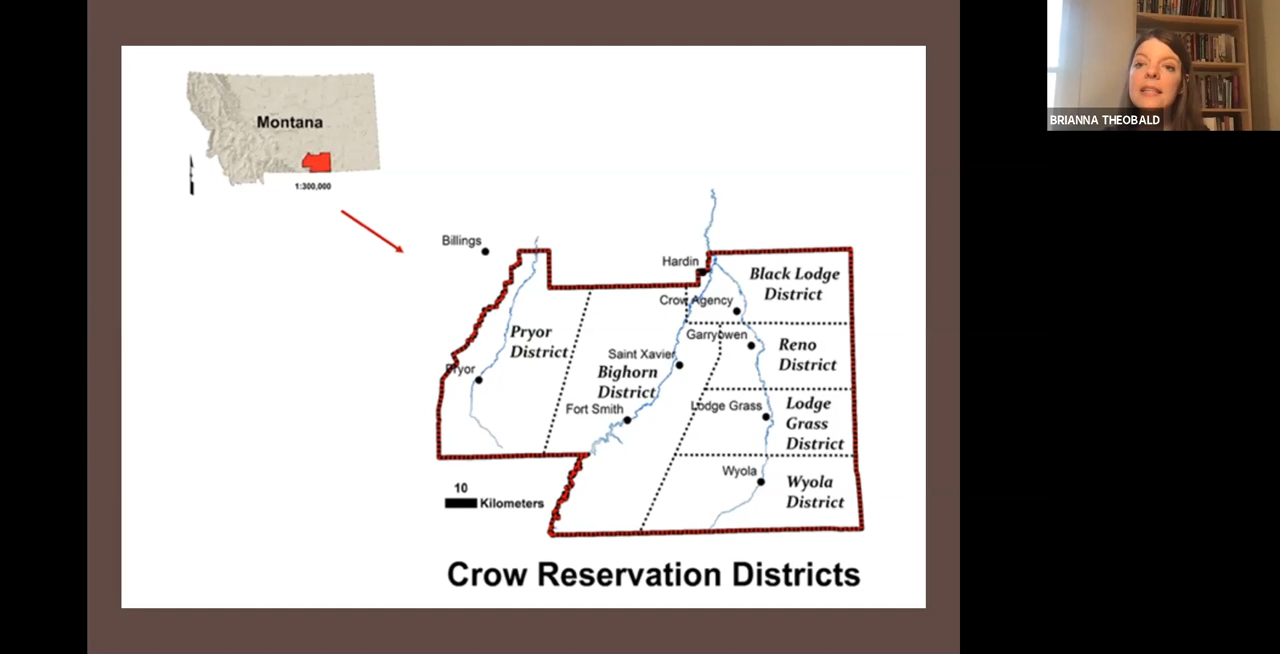 BRIANNA THEOBALD
Montana
1:300,000
Billings
Hardin
Black Lodge
District
Crow Agency
Pryor
District
Garryowen
Reno
District
Saint Xavier
Bighorn
District
Pryor
Fort Smith
Lodge Grass
Lodge
Grass
District
Wyola
Wyola
District
10
Kilometers
Crow Reservation Districts